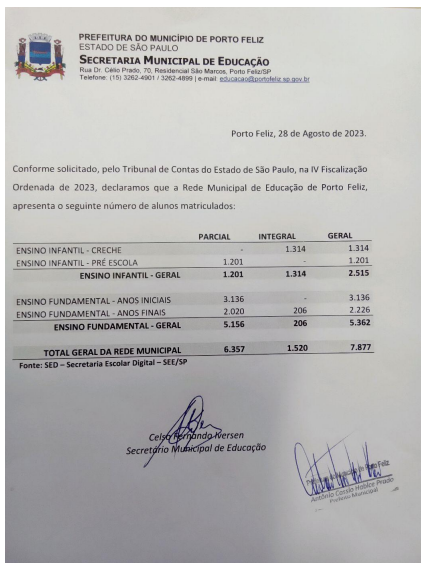 PREFEITURA DO MUNICÍPIO DE PORTO FELIZ
ESTADO DE SÃO PAULO
SECRETARIA MUNICIPAL DE EDUCAÇÃO
Rua Dr. Célio Prado, 70, Residencial São Marcos, Porto Feliz/SP
Telefone: (15) 3262-4901 / 3262-4899 | e-mail: educacao@portofeliz.sp.gov.br
Porto Feliz, 28 de Agosto de 2023.
Conforme solicitado, pelo Tribunal de Contas do Estado de São Paulo, na IV Fiscalização
Ordenada de 2023, declaramos que a Rede Municipal de Educação de Porto Feliz,
apresenta o seguinte número de alunos matriculados:
PARCIAL INTEGRAL GERAL
ENSINO INFANTIL - CRECHE - 1.314 1.314
ENSINO INFANTIL - PRÉ ESCOLA 1.201 - 1.201
ENSINO INFANTIL - GERAL 1.201 1.314 2.515
ENSINO FUNDAMENTAL - ANOS INICIAIS 3.136 - 3.136
ENSINO FUNDAMENTAL - ANOS FINAIS 2.020 206 2.226
ENSINO FUNDAMENTAL - GERAL 5.156 206 5.362
TOTAL GERAL DA REDE MUNICIPAL 6.357 1.520 7.877
Fonte: SED – Secretaria Escolar Digital – SEE/SP
Celso Fernando Iversen
Secretário Municipal de Educação
Porto Feliz
Antônio Cássio Habice Prado
Prefeito Municipal